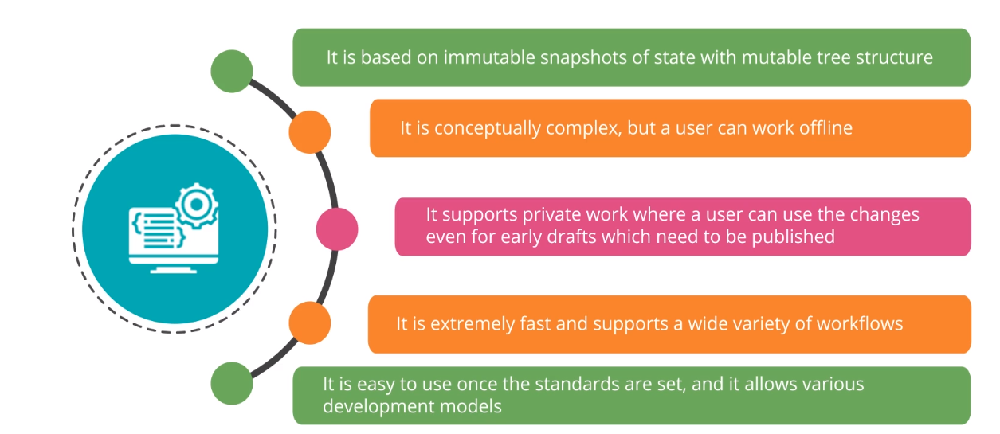 It is based on immutable snapshots of state with mutable tree structure
It is conceptually complex, but a user can work offline
It supports private work where a user can use the changes
even for early drafts which need to be published
It is extremely fast and supports a wide variety of workflows
It is easy to use once the standards are set, and it allows various
development models